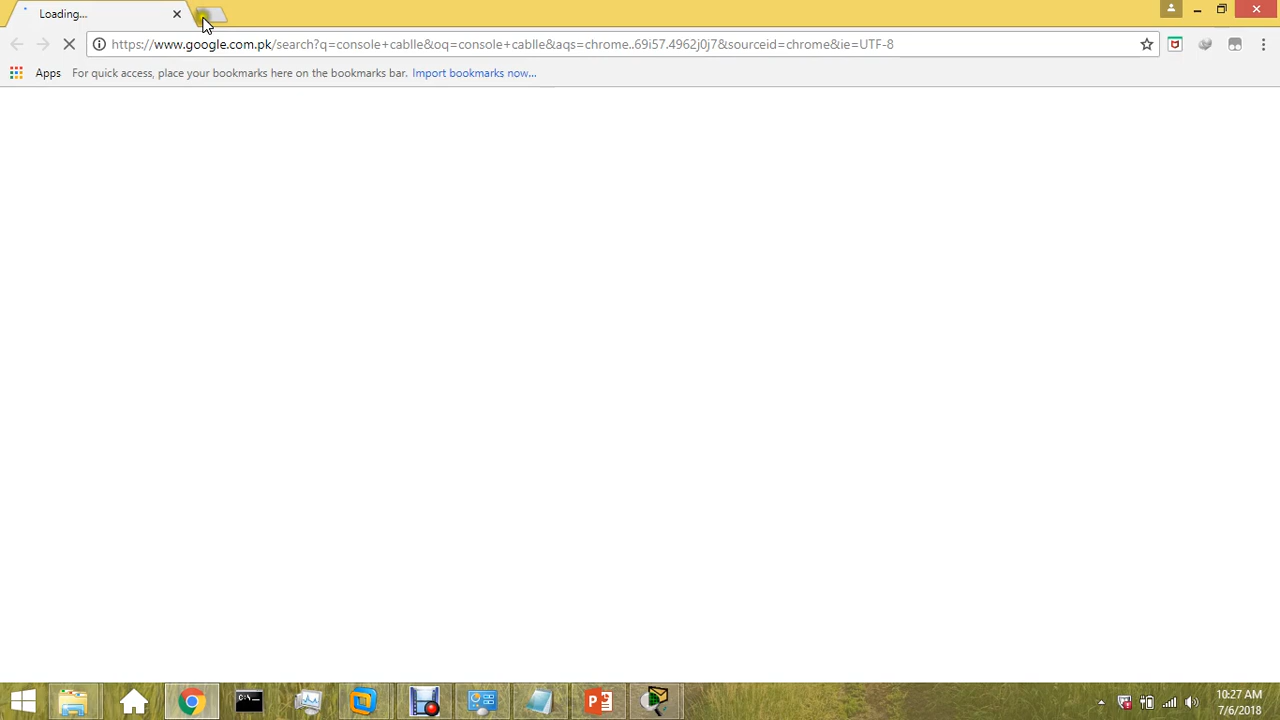 Loading...
https://www.google.com.pk/search?q=console+cablle&oq=console+cablle&aqs=chrome..69i57.4962j0j7&sourceid=chrome&ie=UTF-8
Apps For quick access, place your bookmarks here on the bookmarks bar. Import bookmarks now...
10:27 AM
7/6/2018